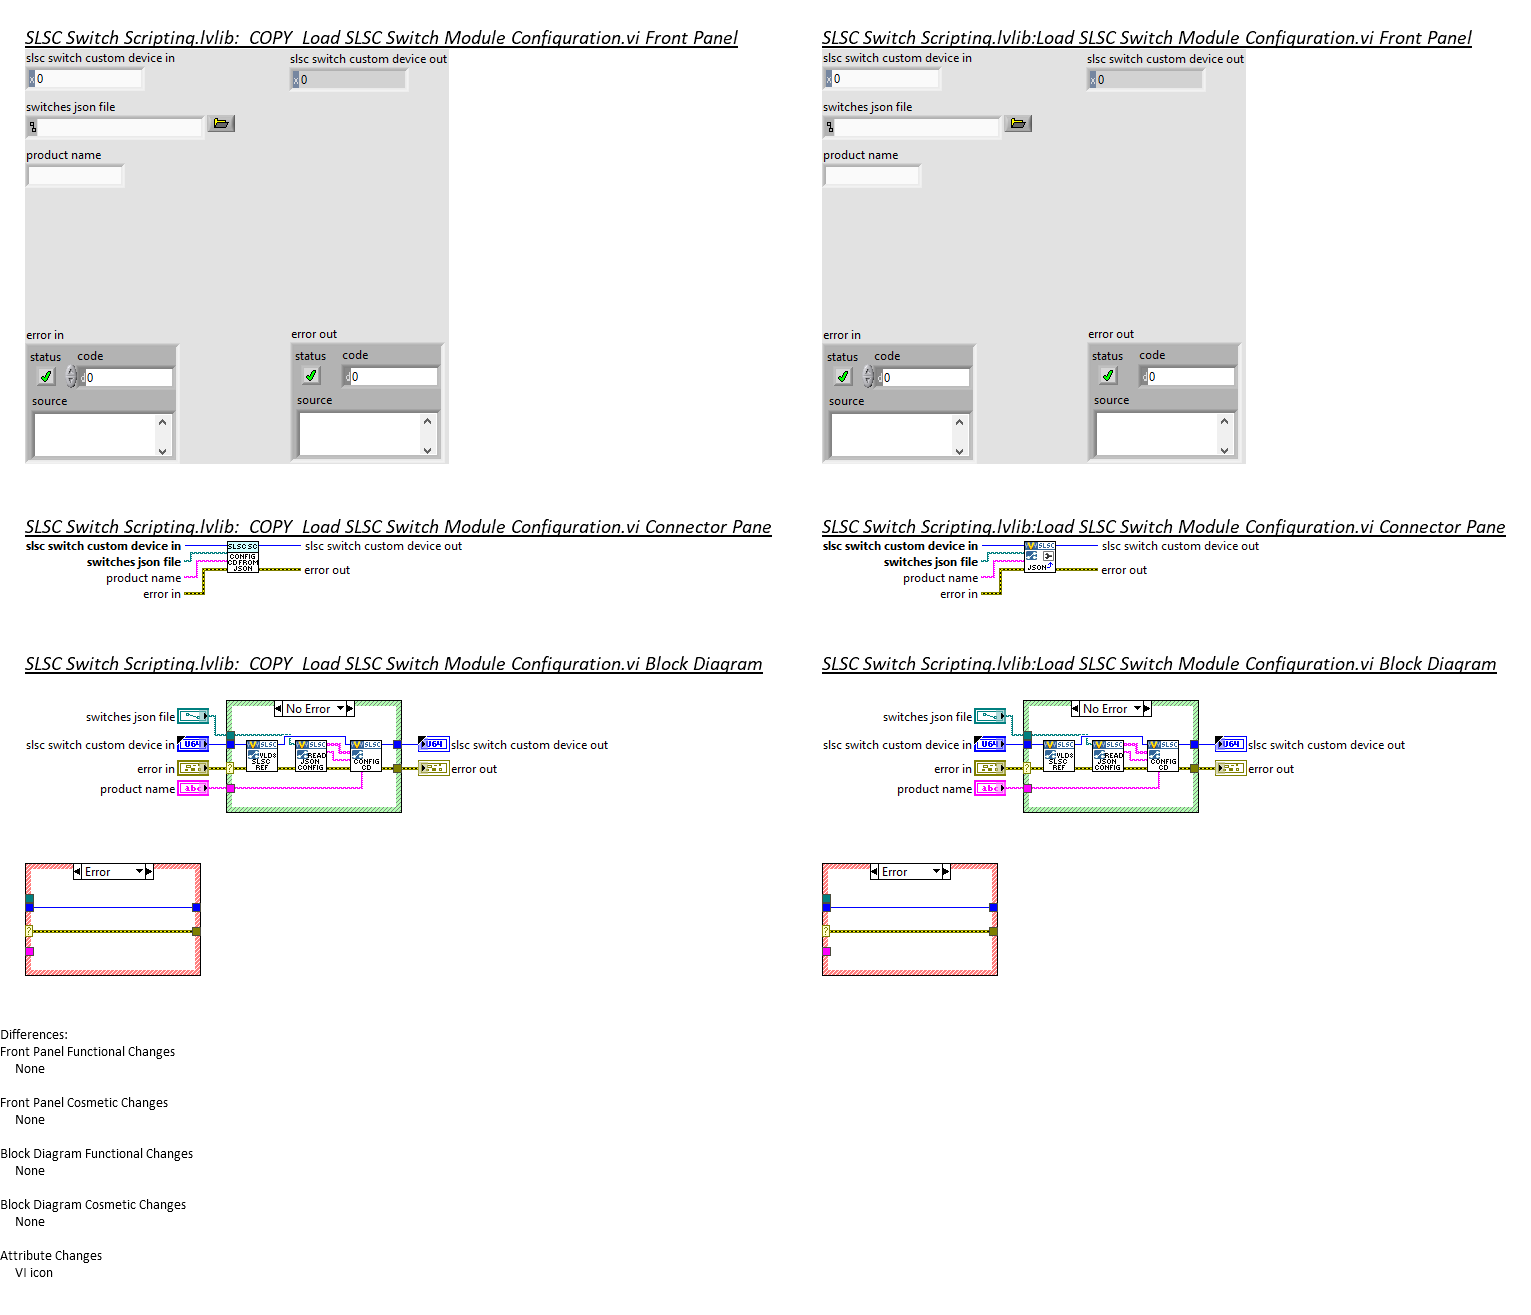 SLSC Switch Scripting.lvlib:_COPY_Load SLSC Switch Module Configuration.vi Front Panel
slsc switch custom device in
slsc switch custom device out
x 0
x 0
switches json file
product name
error in
error out
status code
status code
d 0
d 0
source
source
SLSC Switch Scripting.lvlib:Load SLSC Switch Module Configuration.vi Front Panel
slsc switch custom device in
slsc switch custom device out
x 0
x 0
switches json file
product name
error in
error out
status code
status code
d 0
d 0
source
source
SLSC Switch Scripting.lvlib:_COPY_Load SLSC Switch Module Configuration.vi Connector Pane
slsc switch custom device in
SLSC SC
CONFIG
CD FROM
JSON
slsc switch custom device out
switches json file
product name
error out
error in
SLSC Switch Scripting.lvlib:Load SLSC Switch Module Configuration.vi Connector Pane
slsc switch custom device in
SLSC
JSON
slsc switch custom device out
switches json file
product name
error out
error in
SLSC Switch Scripting.lvlib:_COPY_Load SLSC Switch Module Configuration.vi Block Diagram
No Error
switches json file
slsc switch custom device in
U64
SLSC
VLDs
SLSC
REF
SLSC
READ
JSON
CONFIG
SLSC
CONFIG
CD
U64
slsc switch custom device out
error in
?
error out
product name
abc
Error
?
SLSC Switch Scripting.lvlib:Load SLSC Switch Module Configuration.vi Block Diagram
No Error
switches json file
slsc switch custom device in
U64
SLSC
VLDs
SLSC
REF
SLSC
READ
JSON
CONFIG
SLSC
CONFIG
CD
U64
slsc switch custom device out
error in
?
error out
product name
abc
Error
?
Differences:
Front Panel Functional Changes
None
Front Panel Cosmetic Changes
None
Block Diagram Functional Changes
None
Block Diagram Cosmetic Changes
None
Attribute Changes
VI icon